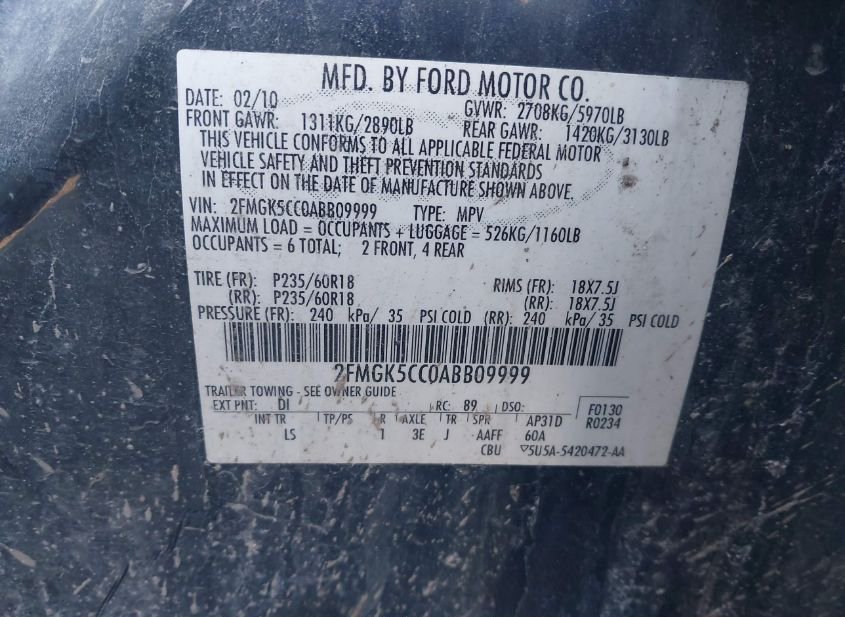 MFD. BY FORD MOTOR CO.
DATE: 02/10 GVWR: 2708KG/5970LB
FRONT GAWR: 1311KG/2890LB REAR GAWR: 1420KG/3130LB
THIS VEHICLE CONFORMS TO ALL APPLICABLE FEDERAL MOTOR
VEHICLE SAFETY AND THEFT PREVENTION STANDARDS
IN EFFECT ON THE DATE OF MANUFACTURE SHOWN ABOVE.
VIN: 2FMGK5CC0ABB09999 TYPE: MPV
MAXIMUM LOAD = OCCUPANTS + LUGGAGE = 526KG/1160LB
OCCUPANTS = 6 TOTAL; 2 FRONT, 4 REAR
TIRE (FR): P235/60R18 RIMS (FR): 18X7.5J
(RR): P235/60R18 (RR): 18X7.5J
PRESSURE (FR): 240 kPa/ 35 PSI COLD (RR): 240 kPa/ 35 PSI COLD
2FMGK5CC0ABB09999
TRAILER TOWING - SEE OWNER GUIDE
EXT PNT: DI RC: 89 DSO: F0130
INT TR TP/PS R AXLE TR SPR AP31D R0234
LS 1 3E J AAFF 60A
CBU ▽5U5A-5420472-AA